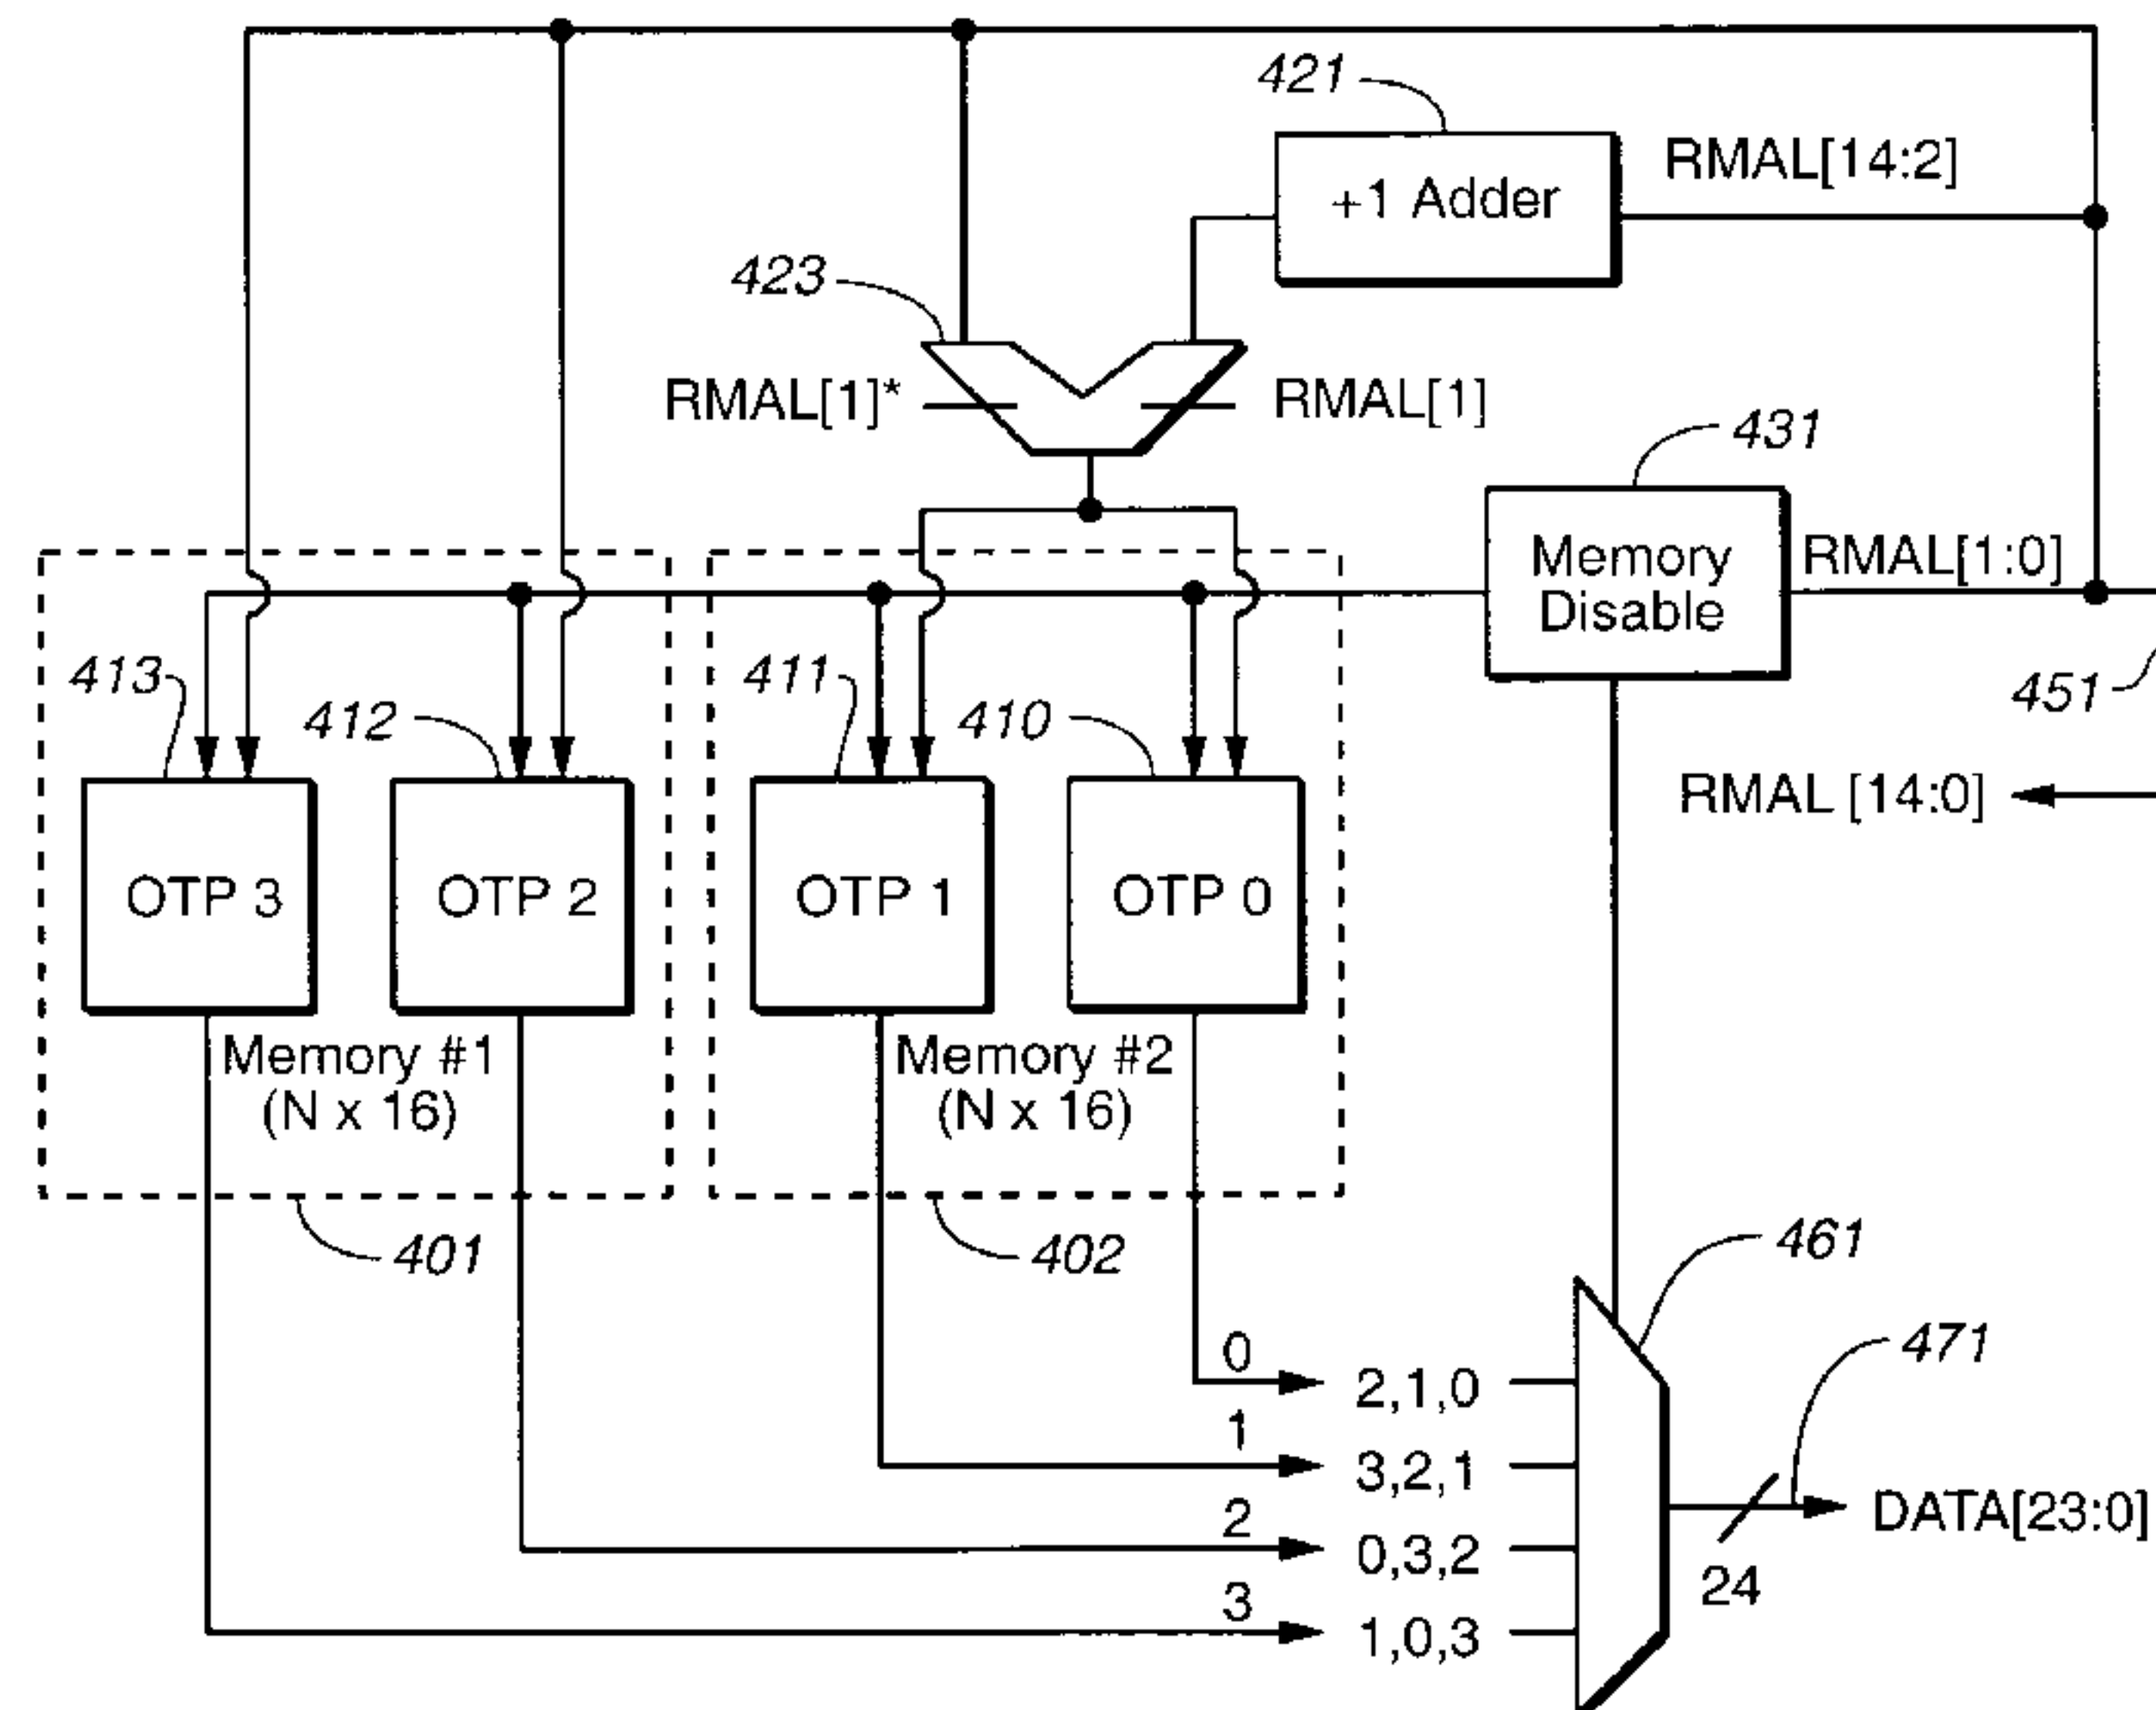 421
RMAL[14:2]
+1 Adder
423
RMAL[1]*
RMAL[1]
431
Memory
Disable
RMAL[1:0]
413
412
411
410
451
RMAL [14:0]
OTP 3
OTP 2
OTP 1
OTP 0
Memory #1
(N x 16)
Memory #2
(N x 16)
401
402
461
471
0
2,1,0
1
3,2,1
DATA[23:0]
2
0,3,2
24
3
1,0,3